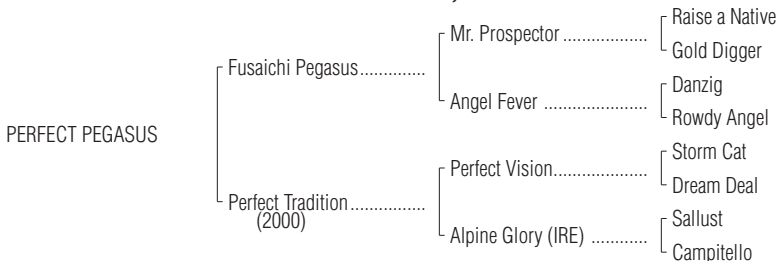 Raise a Native
Mr. Prospector ..................
Gold Digger
Fusaichi Pegasus..............
Danzig
Angel Fever ......................
Rowdy Angel
PERFECT PEGASUS
Storm Cat
Perfect Vision....................
Dream Deal
Perfect Tradition................
(2000)
Sallust
Alpine Glory (IRE) ............
Campitello